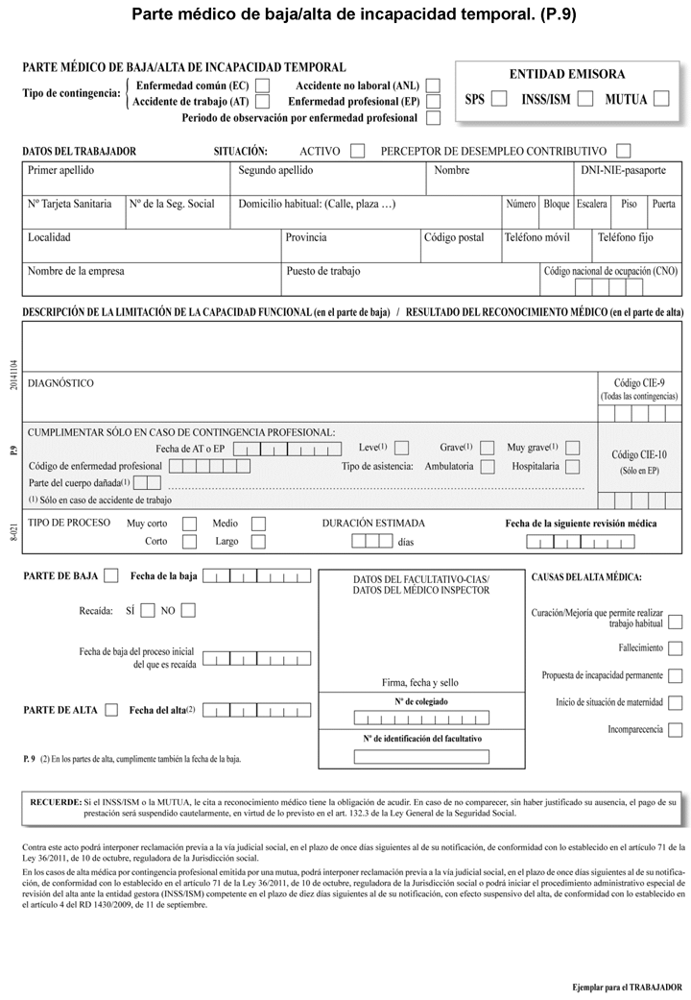 Parte médico de baja/alta de incapacidad temporal. (P.9)
PARTE MÉDICO DE BAJA/ALTA DE INCAPACIDAD TEMPORAL
Tipo de contingencia:
Enfermedad común (EC)
Accidente no laboral (ANL)
Accidente de trabajo (AT)
Enfermedad profesional (EP)
Periodo de observación por enfermedad profesional
ENTIDAD EMISORA
SPS INSS/ISM MUTUA
DATOS DEL TRABAJADOR SITUACIÓN: ACTIVO PERCEPTOR DE DESEMPLEO CONTRIBUTIVO
Primer apellido Segundo apellido Nombre DNI-NIE-pasaporte
Nº Tarjeta Sanitaria Nº de la Seg. Social Domicilio habitual: (Calle, plaza …) Número Bloque Escalera Piso Puerta
Localidad Provincia Código postal Teléfono móvil Teléfono fijo
Nombre de la empresa Puesto de trabajo Código nacional de ocupación (CNO)
DESCRIPCIÓN DE LA LIMITACIÓN DE LA CAPACIDAD FUNCIONAL (en el parte de baja) / RESULTADO DEL RECONOCIMIENTO MÉDICO (en el parte de alta)
DIAGNÓSTICO
Código CIE-9
(Todas las contingencias)
CUMPLIMENTAR SÓLO EN CASO DE CONTINGENCIA PROFESIONAL:
Fecha de AT o EP Leve(1) Grave(1) Muy grave(1)
Código de enfermedad profesional Tipo de asistencia: Ambulatoria Hospitalaria
Parte del cuerpo dañada(1)
(1) Sólo en caso de accidente de trabajo
Código CIE-10
(Sólo en EP)
TIPO DE PROCESO Muy corto Medio
Corto Largo
DURACIÓN ESTIMADA
días
Fecha de la siguiente revisión médica
20141104
P.9
8-021
PARTE DE BAJA Fecha de la baja
Recaída: SÍ NO
Fecha de baja del proceso inicial
del que es recaída
PARTE DE ALTA Fecha del alta(2)
P. 9 (2) En los partes de alta, cumplimente también la fecha de la baja.
DATOS DEL FACULTATIVO-CIAS/
DATOS DEL MÉDICO INSPECTOR
Firma, fecha y sello
Nº de colegiado
Nº de identificación del facultativo
CAUSAS DEL ALTA MÉDICA:
Curación/Mejoría que permite realizar
trabajo habitual
Fallecimiento
Propuesta de incapacidad permanente
Inicio de situación de maternidad
Incomparecencia
RECUERDE: Si el INSS/ISM o la MUTUA, le cita a reconocimiento médico tiene la obligación de acudir. En caso de no comparecer, sin haber justificado su ausencia, el pago de su
prestación será suspendido cautelarmente, en virtud de lo previsto en el art. 132.3 de la Ley General de la Seguridad Social.
Contra este acto podrá interponer reclamación previa a la vía judicial social, en el plazo de once días siguientes al de su notificación, de conformidad con lo establecido en el artículo 71 de la
Ley 36/2011, de 10 de octubre, reguladora de la Jurisdicción social.
En los casos de alta médica por contingencia profesional emitida por una mutua, podrá interponer reclamación previa a la vía judicial social, en el plazo de once días siguientes al de su notifica-
ción, de conformidad con lo establecido en el artículo 71 de la Ley 36/2011, de 10 de octubre, reguladora de la Jurisdicción social o podrá iniciar el procedimiento administrativo especial de
revisión del alta ante la entidad gestora (INSS/ISM) competente en el plazo de diez días siguientes al de su notificación, con efecto suspensivo del alta, de conformidad con lo establecido en
el artículo 4 del RD 1430/2009, de 11 de septiembre.
Ejemplar para el TRABAJADOR